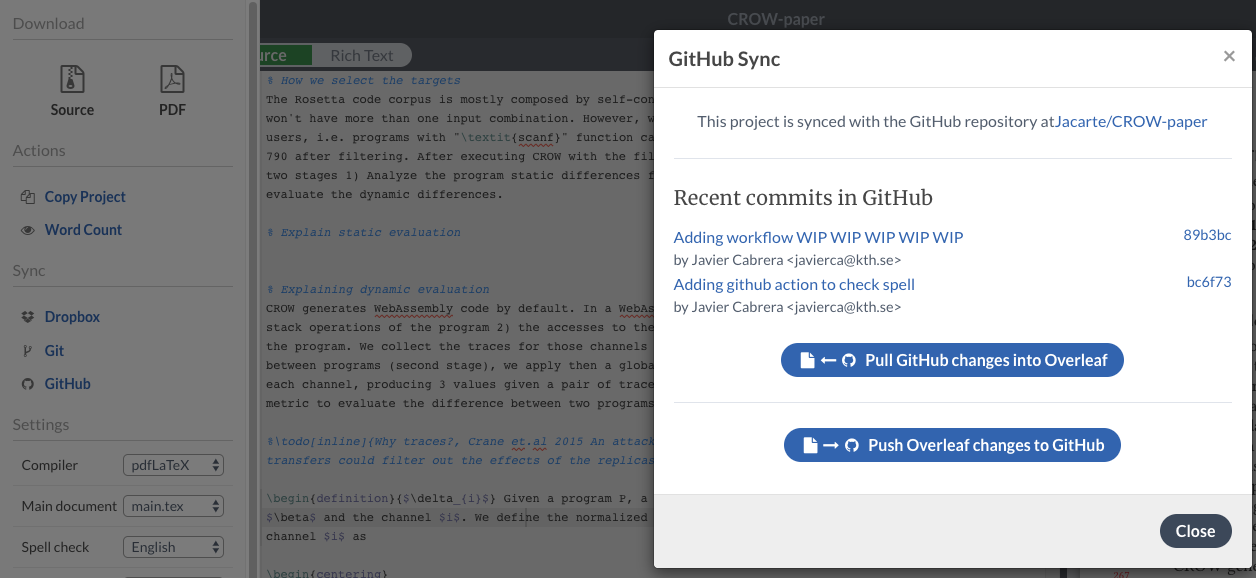 Download
Source
PDF
Actions
Copy Project
Word Count
Sync
Dropbox
Git
GitHub
Settings
Compiler
pdfLaTeX
Main document
main.tex
Spell check
English
CROW-paper
Rich Text
% How we select the targets
The Rosetta code corpus is mostly composed by
won't have more than one input combination. However,
users, i.e. programs with "\textit{scanf}" function
790 after filtering. After executing CROW with the
two stages 1) Analyze the program static differences
evaluate the dynamic differences.
% Explain static evaluation
% Explaining dynamic evaluation
CROW generates WebAssembly code by default. In a
stack operations of the program 2) the accesses to the
the program. We collect the traces for those channels
between programs (second stage), we apply then a
each channel, producing 3 values given a pair of
metric to evaluate the difference between two programs
%\todo[inline]{Why traces?, Crane et.al 2015 An attack
transfers could filter out the effects of the replicas
\begin{definition}{$\delta_{i}$} Given a program P, a
$\beta$ and the channel $i$. We define the normalized
channel $i$ as
\begin{centering}
GitHub Sync
×
This project is synced with the GitHub repository atJacarte/CROW-paper
Recent commits in GitHub
Adding workflow WIP WIP WIP WIP WIP 89b3bc
by Javier Cabrera <javierca@kth.se>
Adding github action to check spell bc6f73
by Javier Cabrera <javierca@kth.se>
Pull GitHub changes into Overleaf
Push Overleaf changes to GitHub
Close
267